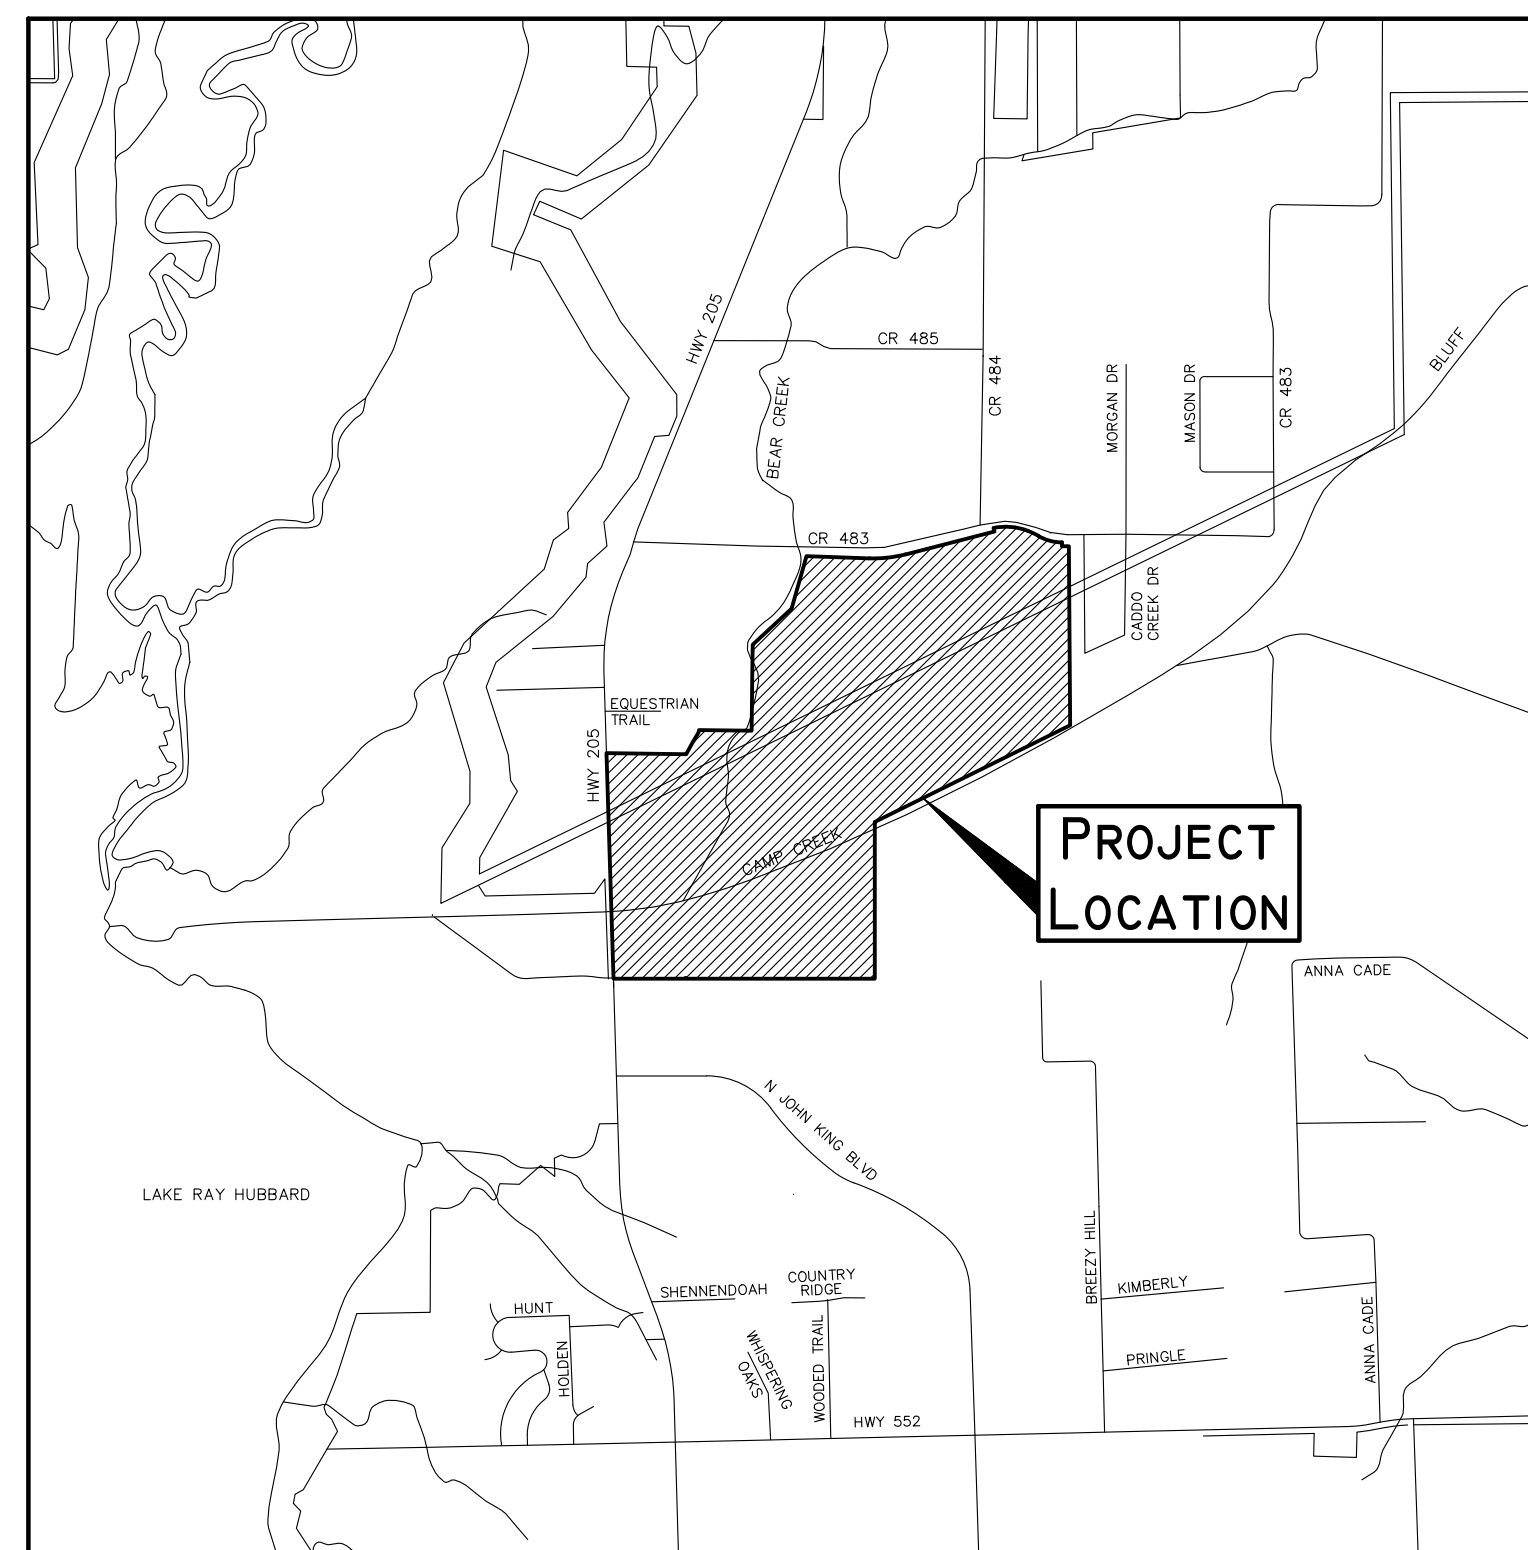 HWY 205
CR 485
CR 484
BLUFF
BEAR CREEK
MORGAN DR
MASON DR
CR 483
CR 483
CADDO
CREEK DR
EQUESTRIAN
TRAIL
HWY 205
CAMP CREEK
PROJECT
LOCATION
ANNA CADE
N JOHN KING BLVD
LAKE RAY HUBBARD
BREEZY HILL
KIMBERLY
SHENNENDOAH
COUNTRY
RIDGE
HUNT
HOLDEN
WHISPERING
OAKS
WOODED TRAIL
PRINGLE
ANNA CADE
HWY 552